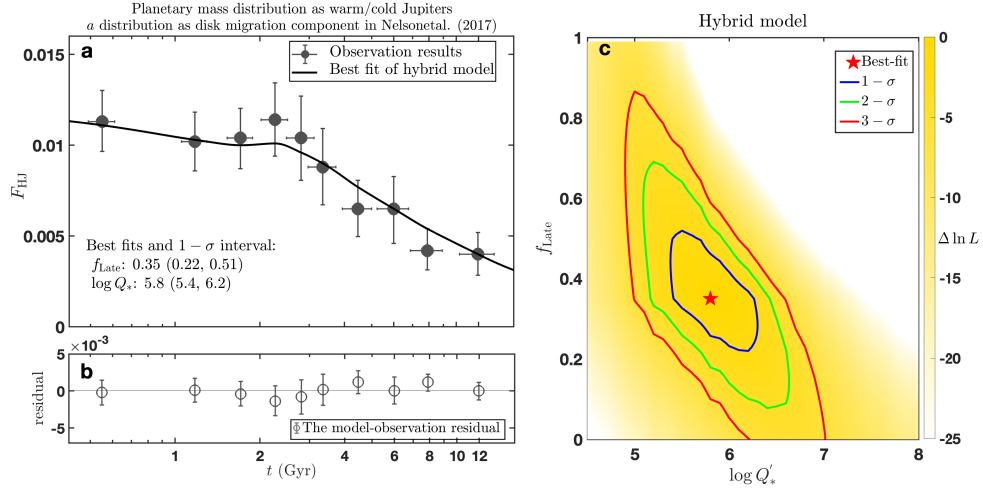 Planetary mass distribution as warm/cold Jupiters
a distribution as disk migration component in Nelsonetal. (2017)
a
Observation results
Best fit of hybrid model
0.015
0.01
0.005
0
F_HJ
Best fits and 1 − σ interval:
f_Late: 0.35 (0.22, 0.51)
log Q_*: 5.8 (5.4, 6.2)
×10^-3
b
5
0
-5
residual
The model-observation residual
1 2 4 6 8 10 12
t (Gyr)
Hybrid model
c
Best-fit
1 − σ
2 − σ
3 − σ
1
0.8
0.6
0.4
0.2
0
f_Late
5 6 7 8
log Q'_*
0
-5
-10
-15
-20
-25
Δ ln L